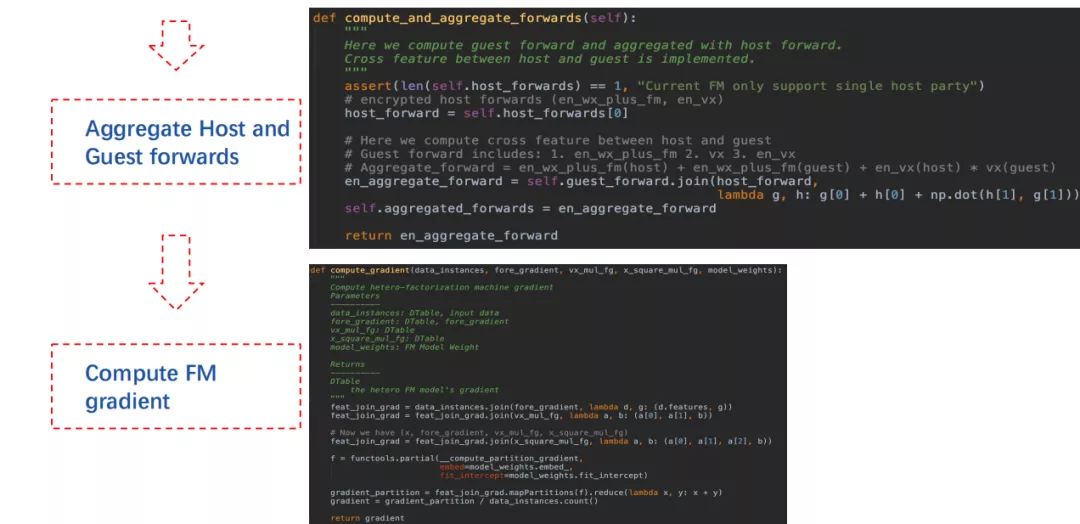 def compute_and_aggregate_forwards(self):
"""
Here we compute guest forward and aggregated with host forward.
Cross feature between host and guest is implemented.
"""
assert(len(self.host_forwards) == 1, "Current FM only support single host party")
# encrypted host forwards (en_wx_plus_fm, en_vx)
host_forward = self.host_forwards[0]
# Here we compute cross feature between host and guest
# Guest forward includes: 1. en_wx_plus_fm 2. vx 3. en_vx
# Aggregate_forward = en_wx_plus_fm(host) + en_wx_plus_fm(guest) + en_vx(host) * vx(guest)
en_aggregate_forward = self.guest_forward.join(host_forward,
lambda g, h: g[0] + h[0] + np.dot(h[1], g[1]))
self.aggregated_forwards = en_aggregate_forward
return en_aggregate_forward
Aggregate Host and
Guest forwards
def compute_gradient(data_instances, fore_gradient, vx_mul_fg, x_square_mul_fg, model_weights):
"""
Compute hetero-factorization machine gradient
Parameters
----------
data_instances: DTable, input data
fore_gradient: DTable, fore_gradient
vx_mul_fg: DTable
x_square_mul_fg: DTable
model_weights: FM Model Weight
Returns
----------
DTable
the hetero FM model's gradient
"""
feat_join_grad = data_instances.join(fore_gradient, lambda d, g: (d.features, g))
feat_join_grad = feat_join_grad.join(vx_mul_fg, lambda a, b: (a[0], a[1], b))
# Now we have (x, fore_gradient, vx_mul_fg, x_square_mul_fg)
feat_join_grad = feat_join_grad.join(x_square_mul_fg, lambda a, b: (a[0], a[1], a[2], b))
f = functools.partial(__compute_partition_gradient,
embed=model_weights.embed_,
fit_intercept=model_weights.fit_intercept)
gradient_partition = feat_join_grad.mapPartitions(f).reduce(lambda x, y: x + y)
gradient = gradient_partition / data_instances.count()
return gradient
Compute FM
gradient